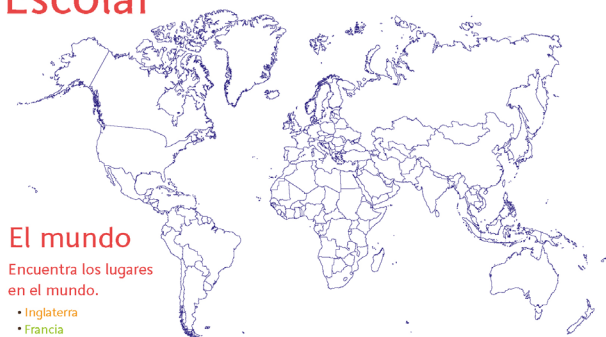 Escolar
El mundo
Encuentra los lugares
en el mundo.
• Inglaterra
• Francia